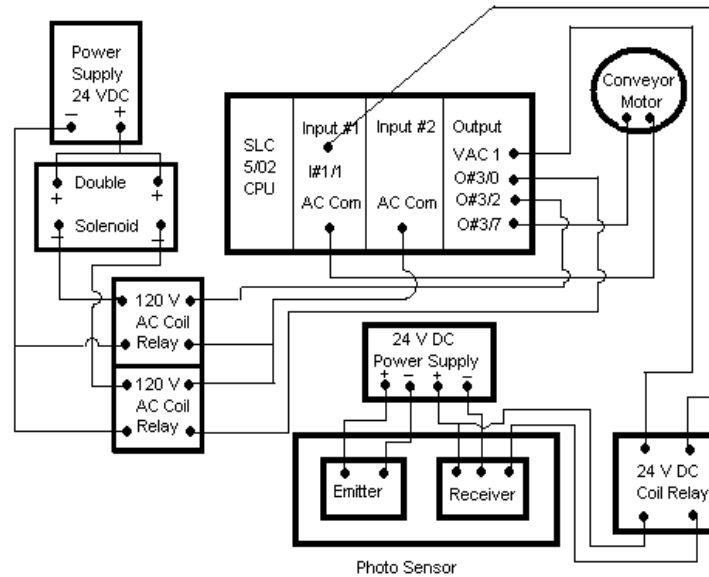 Power
Supply
24 VDC
− +
Double
+ +
Solenoid
− −
SLC
5/02
CPU
Input #1
I#1/1
AC Com
Input #2
AC Com
Output
VAC 1
O#3/0
O#3/2
O#3/7
Conveyor
Motor
120 V
AC Coil
Relay
120 V
AC Coil
Relay
24 V DC
Power Supply
+ − + −
Emitter
Receiver
Photo Sensor
24 V DC
Coil Relay